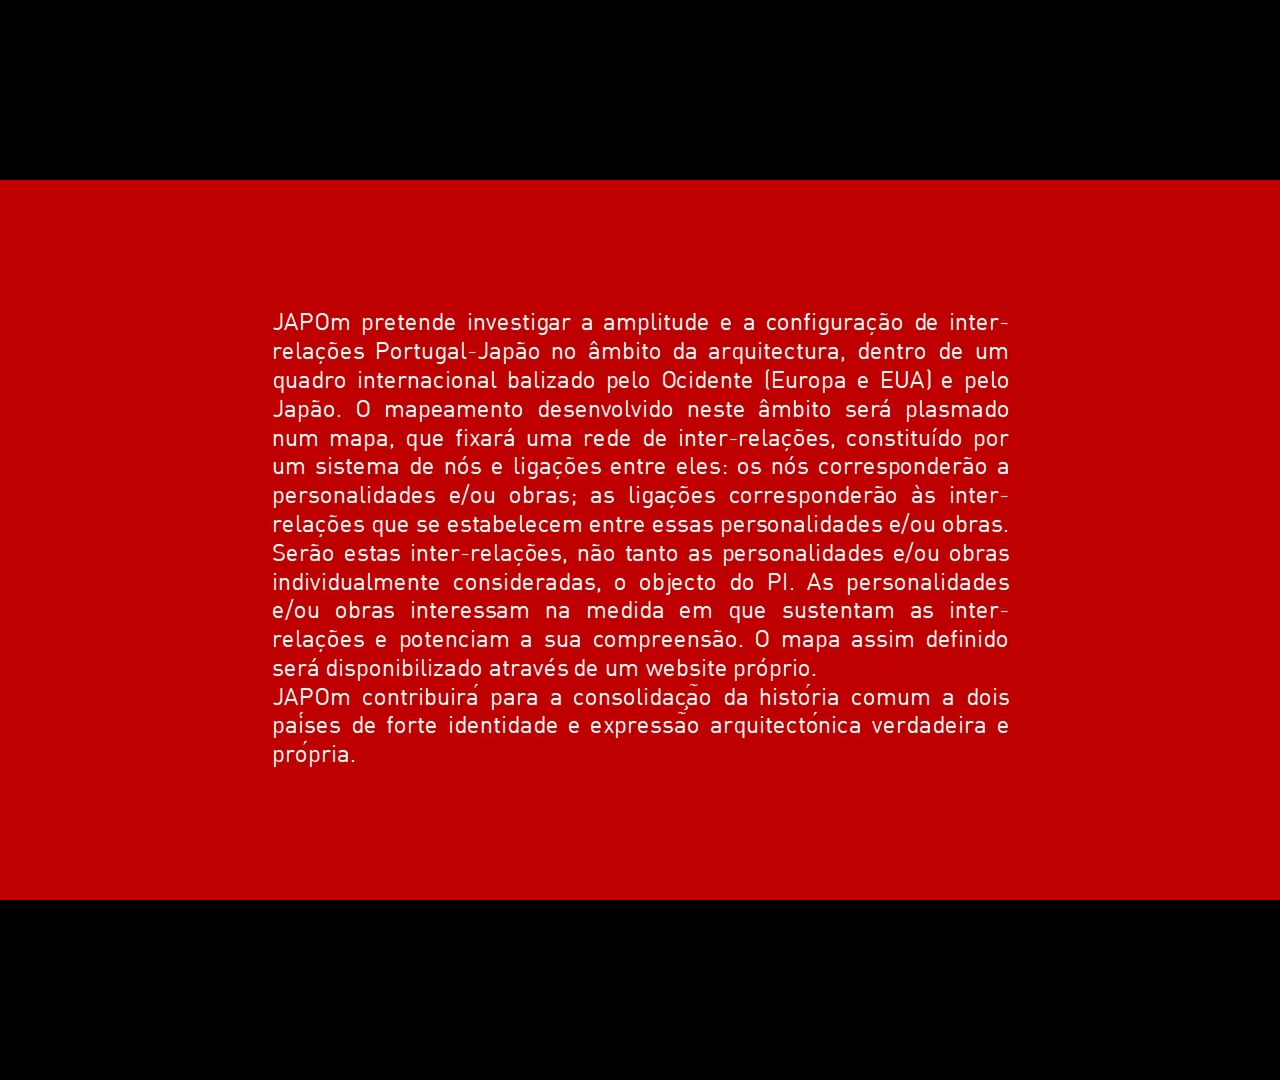 JAPOm pretende investigar a amplitude e a configuração de inter-
relações Portugal-Japão no âmbito da arquitectura, dentro de um
quadro internacional balizado pelo Ocidente (Europa e EUA) e pelo
Japão. O mapeamento desenvolvido neste âmbito será plasmado
num mapa, que fixará uma rede de inter-relações, constituído por
um sistema de nós e ligações entre eles: os nós corresponderão a
personalidades e/ou obras; as ligações corresponderão às inter-
relações que se estabelecem entre essas personalidades e/ou obras.
Serão estas inter-relações, não tanto as personalidades e/ou obras
individualmente consideradas, o objecto do PI. As personalidades
e/ou obras interessam na medida em que sustentam as inter-
relações e potenciam a sua compreensão. O mapa assim definido
será disponibilizado através de um website próprio.
JAPOm contribuirá para a consolidação da história comum a dois
países de forte identidade e expressão arquitectónica verdadeira e
própria.